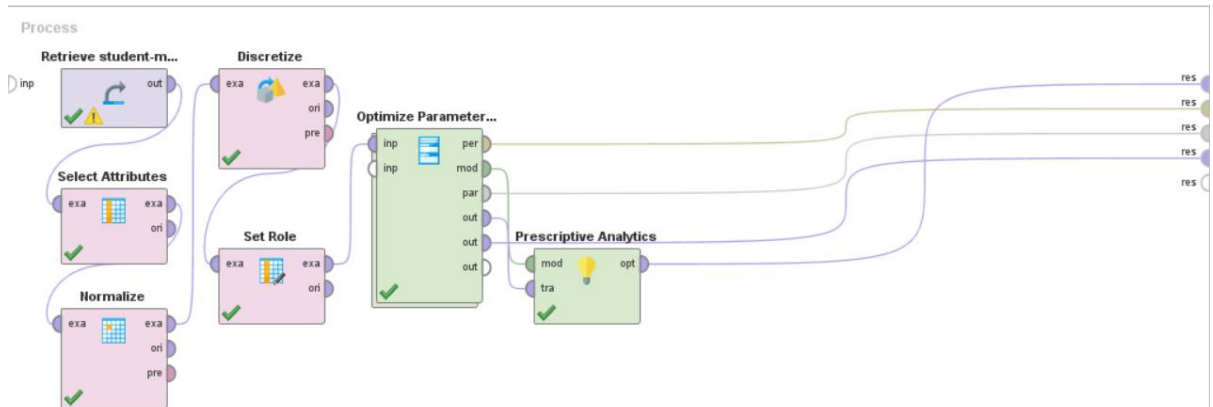 Process
Retrieve student-m...
inp
out
Discretize
exa
exa
ori
pre
Select Attributes
exa
exa
ori
Normalize
exa
exa
ori
pre
Set Role
exa
exa
ori
Optimize Parameter...
inp
inp
per
mod
par
out
out
out
Prescriptive Analytics
mod
tra
opt
res
res
res
res
res